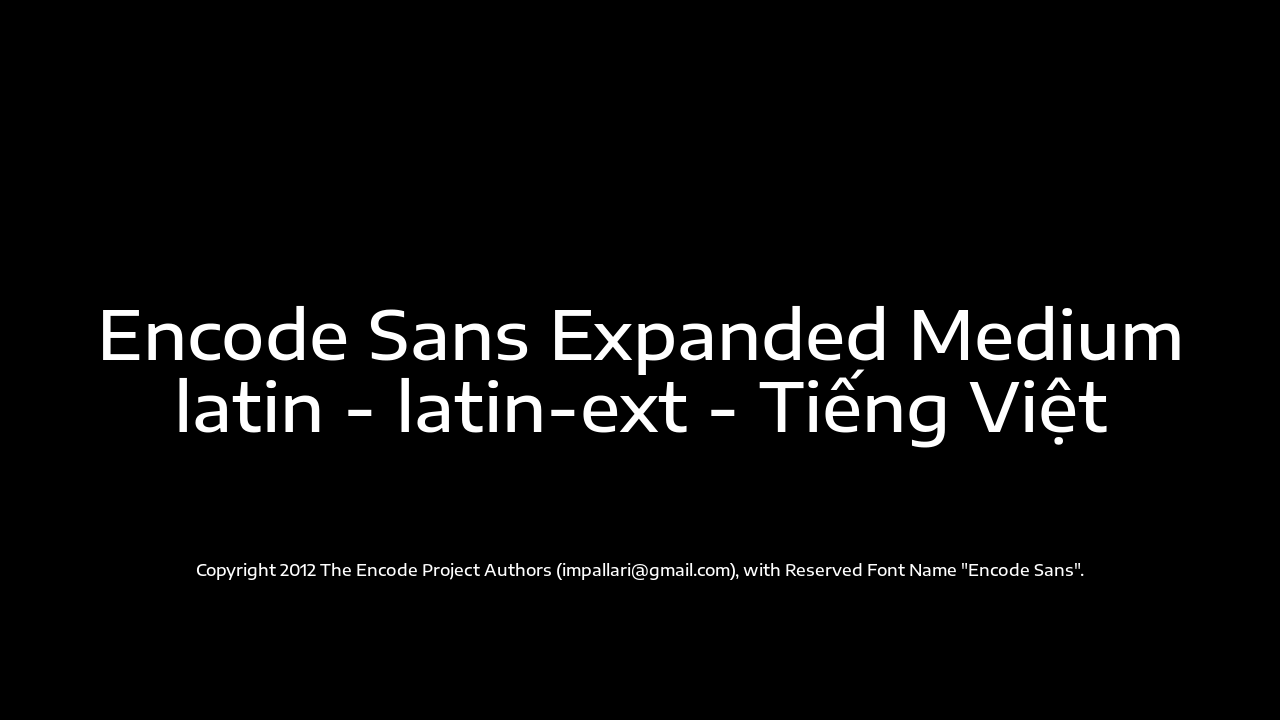 Encode Sans Expanded Medium
latin - latin-ext - Tiếng Việt
Copyright 2012 The Encode Project Authors (impallari@gmail.com), with Reserved Font Name "Encode Sans".